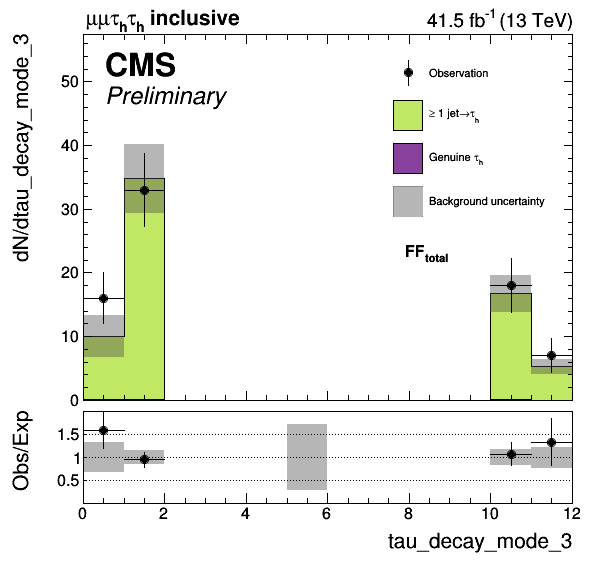 μμτhτh inclusive
41.5 fb-1 (13 TeV)
dN/dtau_decay_mode_3
CMS
Preliminary
Observation
≥ 1 jet→τh
Genuine τh
Background uncertainty
FFtotal
50
40
30
20
10
0
Obs/Exp
1.5
1
0.5
0 2 4 6 8 10 12
tau_decay_mode_3